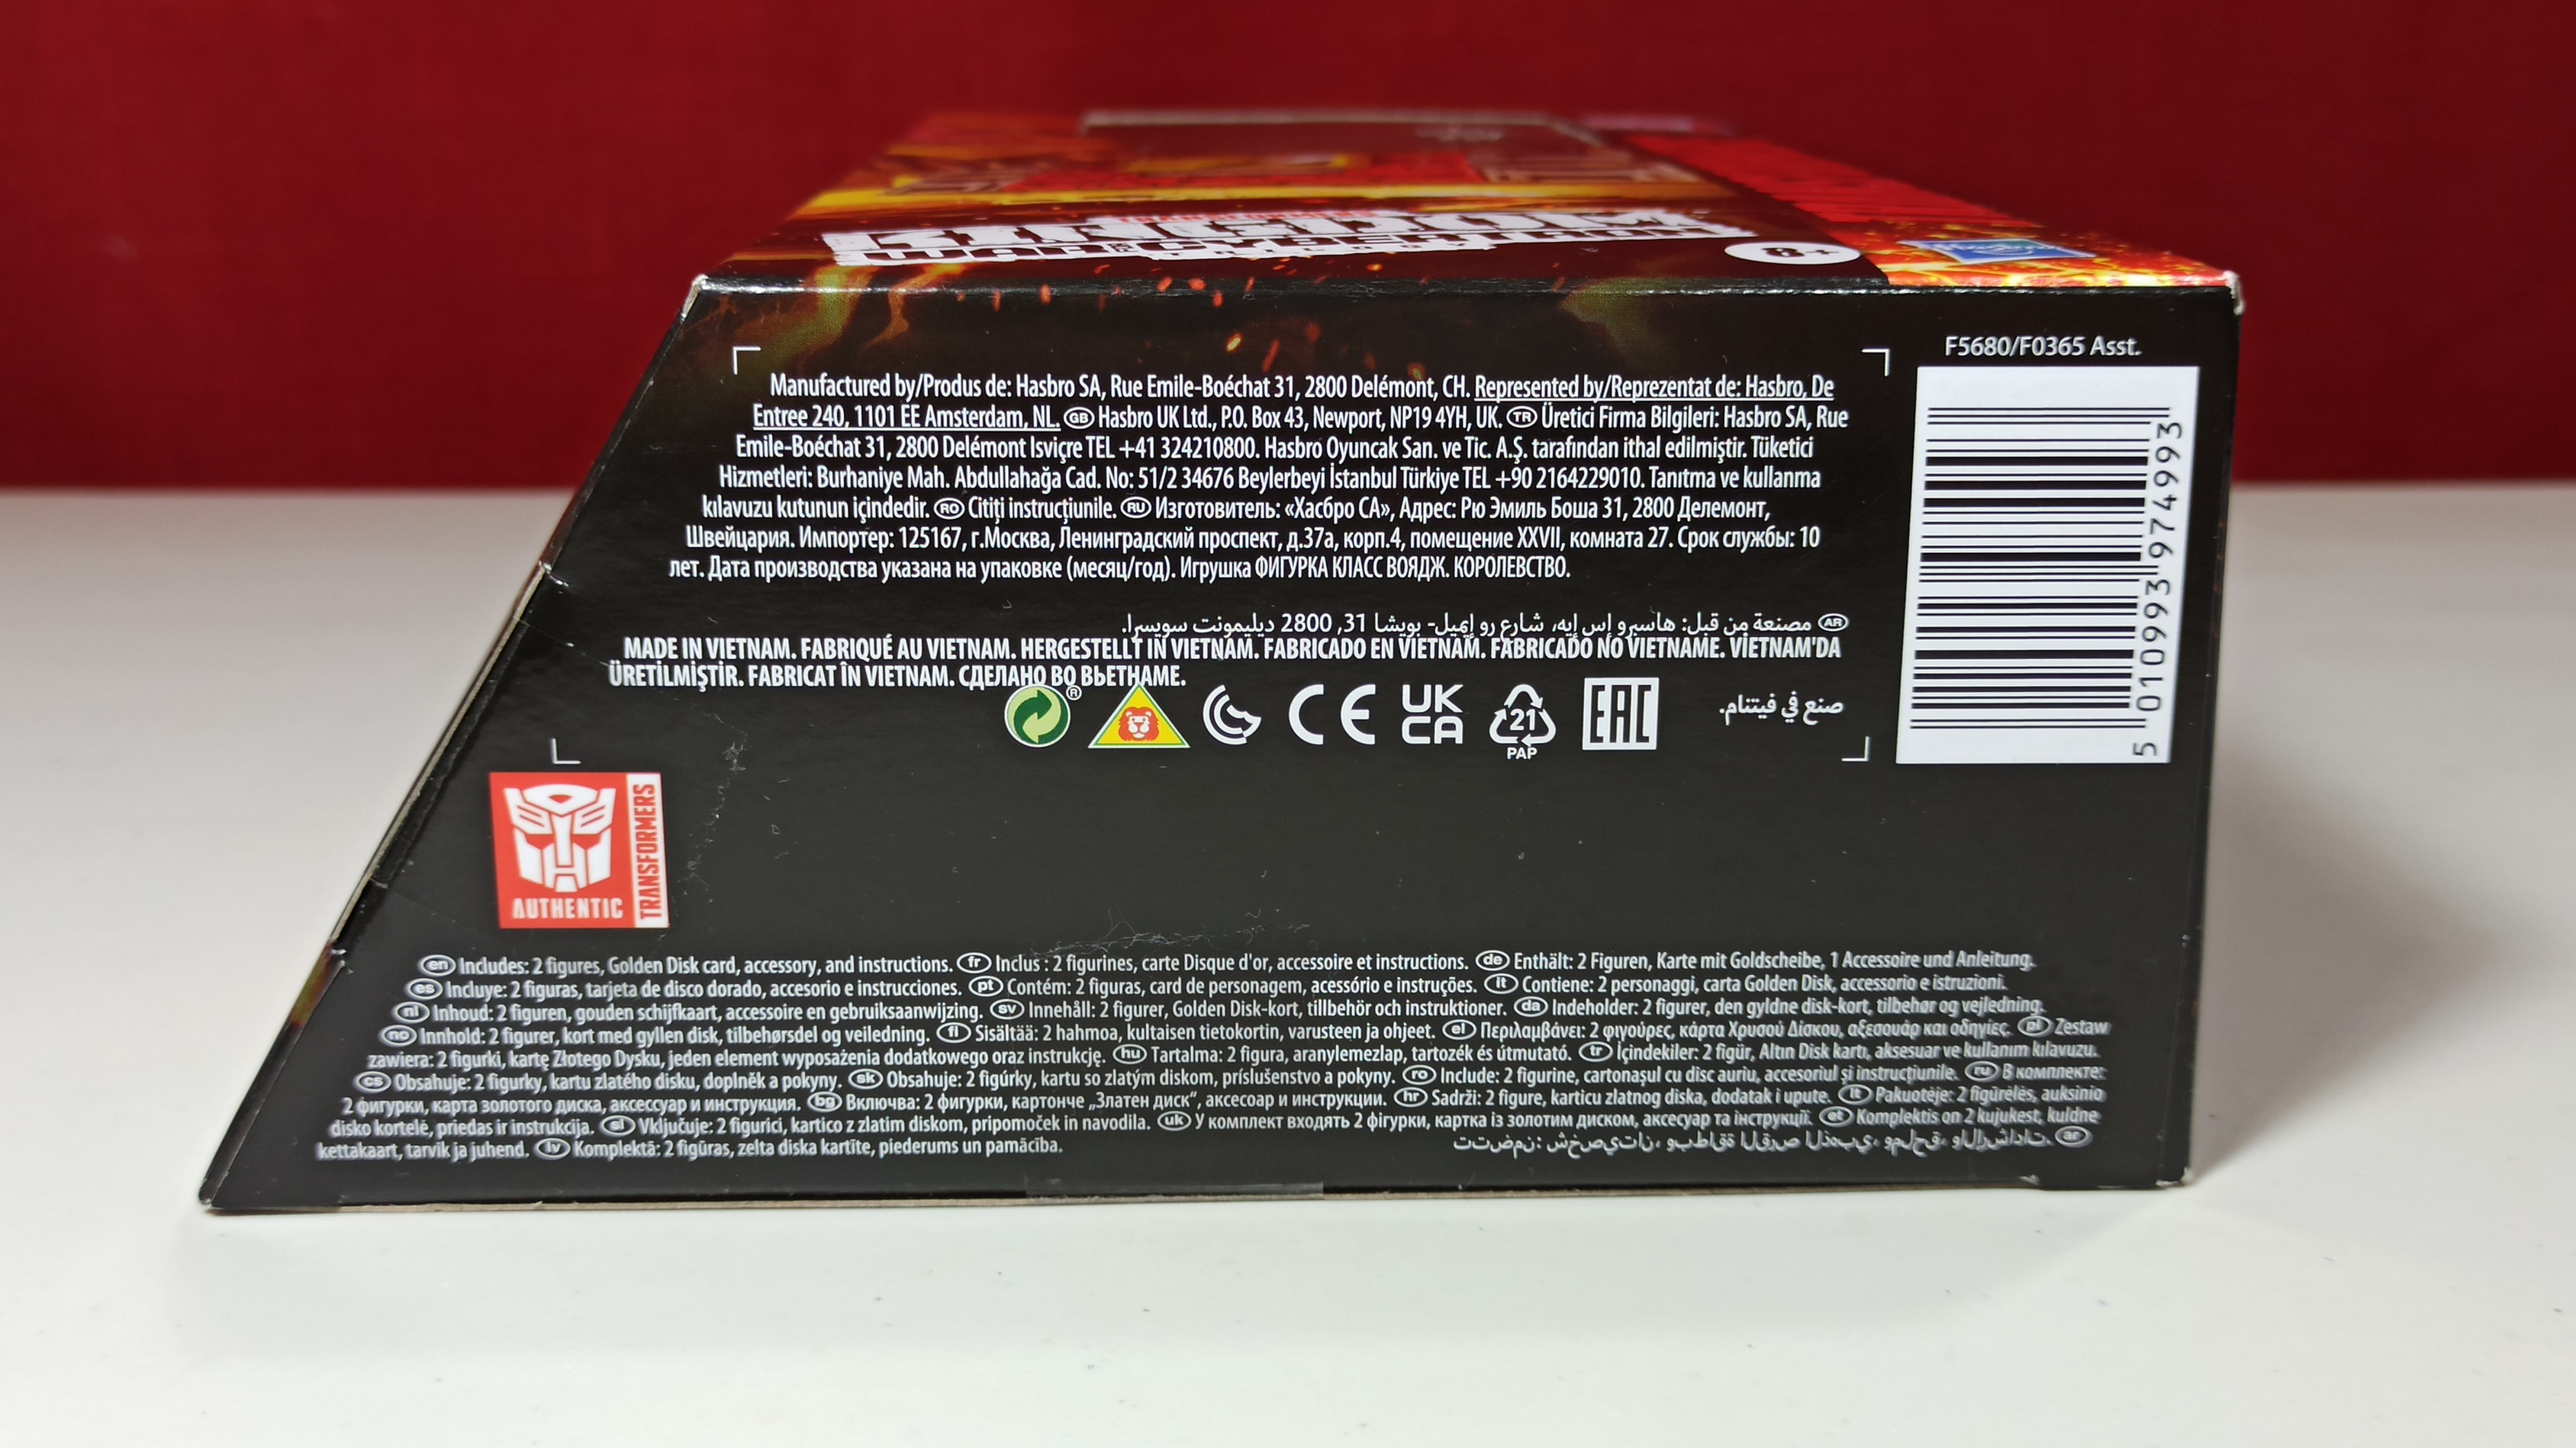 KINGDOM
8+
Hasbro
F5680/F0365 Asst.
Manufactured by/Produs de: Hasbro SA, Rue Emile-Boéchat 31, 2800 Delémont, CH. Represented by/Reprezentat de: Hasbro, De
Entree 240, 1101 EE Amsterdam, NL. GB Hasbro UK Ltd., P.O. Box 43, Newport, NP19 4YH, UK. TR Üretici Firma Bilgileri: Hasbro SA, Rue
Emile-Boéchat 31, 2800 Delémont Isviçre TEL +41 324210800. Hasbro Oyuncak San. ve Tic. A.Ş. tarafından ithal edilmiştir. Tüketici
Hizmetleri: Burhaniye Mah. Abdullahağa Cad. No: 51/2 34676 Beylerbeyi İstanbul Türkiye TEL +90 2164229010. Tanıtma ve kullanma
kılavuzu kutunun içindedir. RO Citiți instrucțiunile. RU Изготовитель: «Хасбро СА», Адрес: Рю Эмиль Боша 31, 2800 Делемонт,
Швейцария. Импортер: 125167, г.Москва, Ленинградский проспект, д.37а, корп.4, помещение XXVII, комната 27. Срок службы: 10
лет. Дата производства указана на упаковке (месяц/год). Игрушка ФИГУРКА КЛАСС ВОЯДЖ. КОРОЛЕВСТВО.
AR مصنعة من قبل: هاسبرو إس إيه، شارع رو إميل- بويشا 31, 2800 ديليمونت سويسرا.
MADE IN VIETNAM. FABRIQUÉ AU VIETNAM. HERGESTELLT IN VIETNAM. FABRICADO EN VIETNAM. FABRICADO NO VIETNAME. VİETNAM'DA
ÜRETİLMİŞTİR. FABRICAT ÎN VIETNAM. СДЕЛАНО ВО ВЬЕТНАМЕ.
® CE UK CA 21 PAP EAC صنع في فيتنام.
5 010993 974993
AUTHENTIC TRANSFORMERS
en Includes: 2 figures, Golden Disk card, accessory, and instructions. fr Inclus : 2 figurines, carte Disque d'or, accessoire et instructions. de Enthält: 2 Figuren, Karte mit Goldscheibe, 1 Accessoire und Anleitung.
es Incluye: 2 figuras, tarjeta de disco dorado, accesorio e instrucciones. pt Contém: 2 figuras, card de personagem, acessório e instruções. it Contiene: 2 personaggi, carta Golden Disk, accessorio e istruzioni.
nl Inhoud: 2 figuren, gouden schijfkaart, accessoire en gebruiksaanwijzing. sv Innehåll: 2 figurer, Golden Disk-kort, tillbehör och instruktioner. da Indeholder: 2 figurer, den gyldne disk-kort, tilbehør og vejledning.
no Innhold: 2 figurer, kort med gyllen disk, tilbehørsdel og veiledning. fi Sisältää: 2 hahmoa, kultaisen tietokortin, varusteen ja ohjeet. el Περιλαμβάνει: 2 φιγούρες, κάρτα Χρυσού Δίσκου, αξεσουάρ και οδηγίες. pl Zestaw
zawiera: 2 figurki, kartę Złotego Dysku, jeden element wyposażenia dodatkowego oraz instrukcję. hu Tartalma: 2 figura, aranylemezlap, tartozék és útmutató. tr İçindekiler: 2 figür, Altın Disk kartı, aksesuar ve kullanım kılavuzu.
cs Obsahuje: 2 figurky, kartu zlatého disku, doplněk a pokyny. sk Obsahuje: 2 figúrky, kartu so zlatým diskom, príslušenstvo a pokyny. ro Include: 2 figurine, cartonașul cu disc auriu, accesoriul și instrucțiunile. ru В комплекте:
2 фигурки, карта золотого диска, аксессуар и инструкция. bg Включва: 2 фигурки, картонче „Златен диск“, аксесоар и инструкции. hr Sadrži: 2 figure, karticu zlatnog diska, dodatak i upute. lt Pakuotėje: 2 figūrėlės, auksinio
disko kortelė, priedas ir instrukcija. sl Vključuje: 2 figurici, kartico z zlatim diskom, pripomoček in navodila. uk У комплект входять 2 фігурки, картка із золотим диском, аксесуар та інструкції. et Komplektis on 2 kujukest, kuldne
kettakaart, tarvik ja juhend. lv Komplektā: 2 figūras, zelta diska kartīte, piederums un pamācība.
ar تتضمن: شخصيتان، وبطاقة القرص الذهبي، وملحق، والإرشادات.